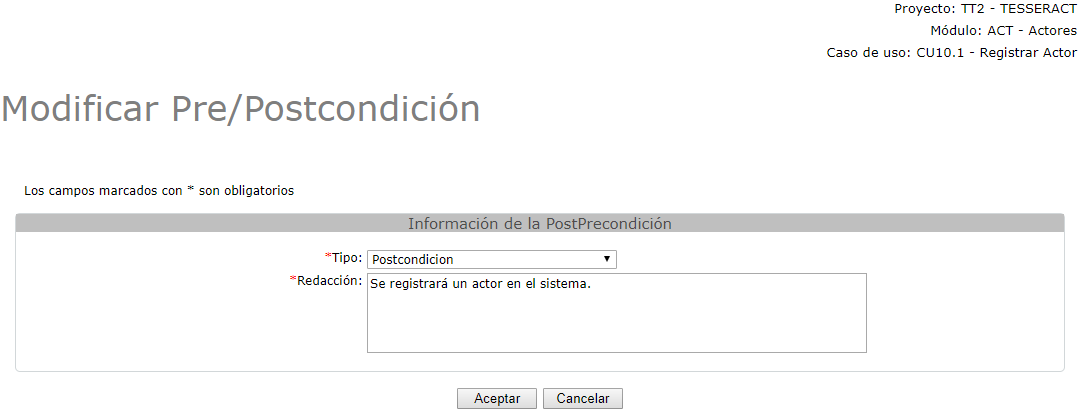 Proyecto: TT2 - TESSERACT
Módulo: ACT - Actores
Caso de uso: CU10.1 - Registrar Actor
Modificar Pre/Postcondición
Los campos marcados con * son obligatorios
Información de la PostPrecondición
*Tipo: Postcondicion
*Redacción: Se registrará un actor en el sistema.
Aceptar Cancelar